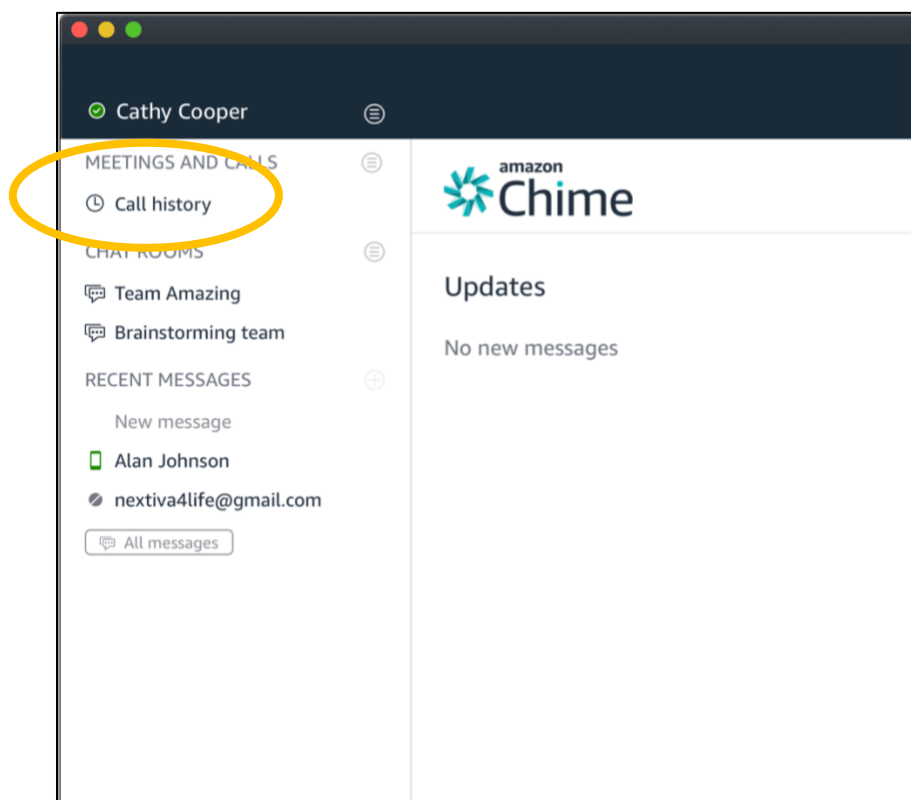 Cathy Cooper
MEETINGS AND CALLS
Call history
CHAT ROOMS
Team Amazing
Brainstorming team
RECENT MESSAGES
New message
Alan Johnson
nextiva4life@gmail.com
All messages
amazon
Chime
Updates
No new messages